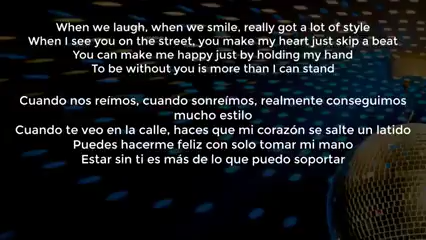 When we laugh, when we smile, really got a lot of style
When I see you on the street, you make my heart just skip a beat
You can make me happy just by holding my hand
To be without you is more than I can stand
Cuando nos reímos, cuando sonreímos, realmente conseguimos
mucho estilo
Cuando te veo en la calle, haces que mi corazón se salte un latido
Puedes hacerme feliz con solo tomar mi mano
Estar sin ti es más de lo que puedo soportar